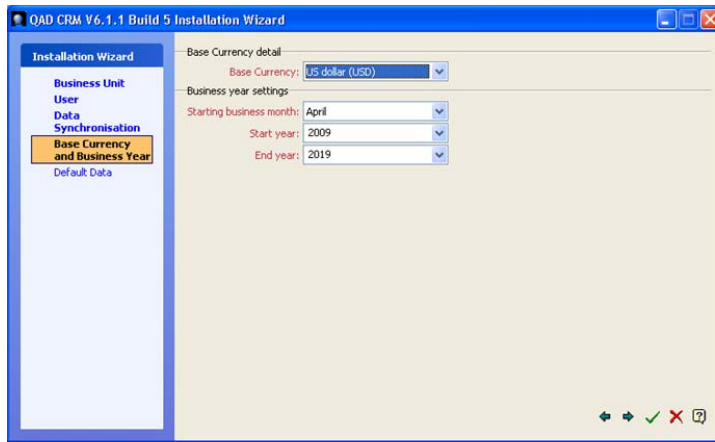 QAD CRM V6.1.1 Build 5 Installation Wizard
Installation Wizard
Business Unit
User
Data
Synchronisation
Base Currency
and Business Year
Default Data
Base Currency detail
Base Currency: US dollar (USD)
Business year settings
Starting business month: April
Start year: 2009
End year: 2019